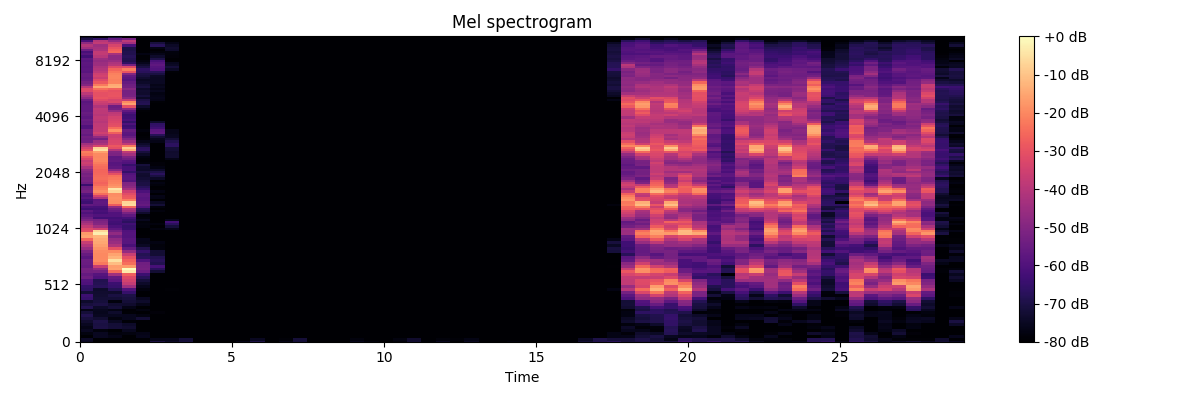 Mel spectrogram
+0 dB
8192
-10 dB
4096
-20 dB
-30 dB
2048
Hz
-40 dB
1024
-50 dB
-60 dB
512
-70 dB
0
-80 dB
0 5 10 15 20 25
Time